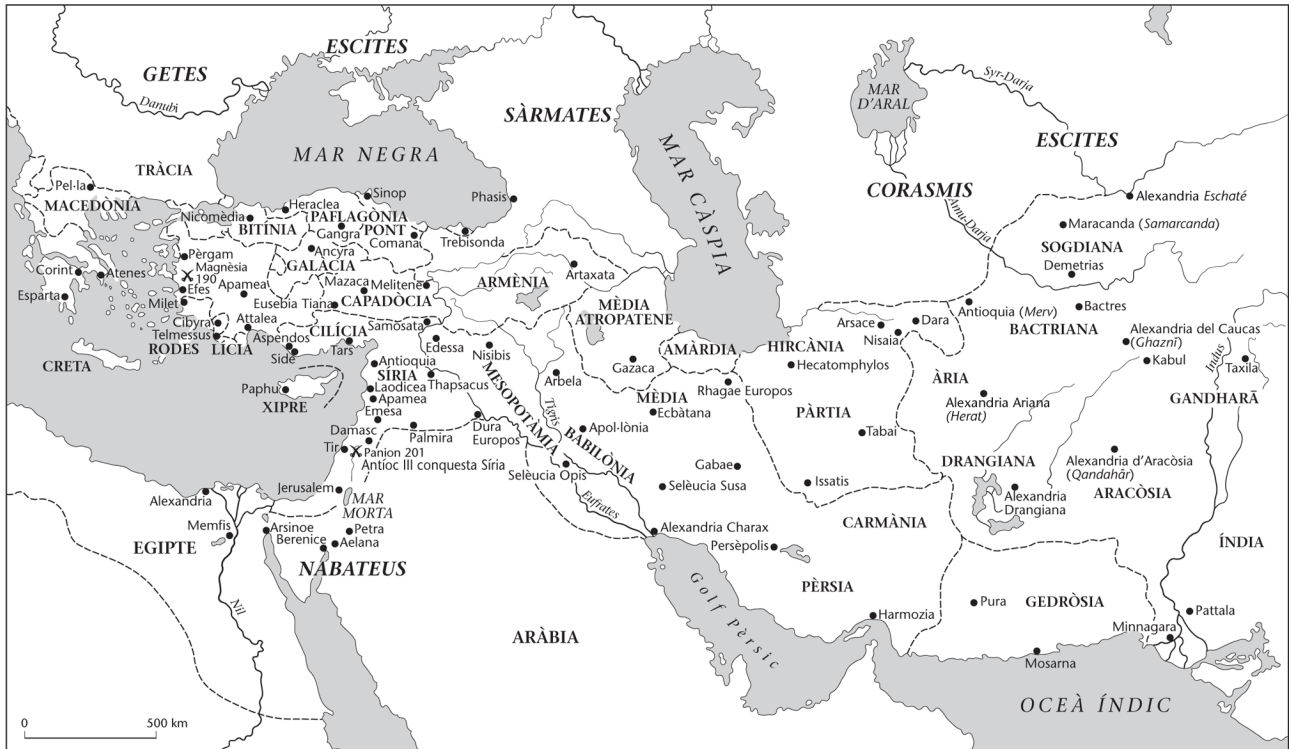 ESCITES
GETES
Danubi
SÀRMATES
MAR
D'ARAL
Syr-Darja
ESCITES
MAR NEGRA
MAR CÀSPIA
CORASMIS
Amu-Darja
TRÀCIA
Pel·la
MACEDÒNIA
Sinop
Phasis
Alexandria Eschaté
Heraclea
Nicomèdia
PAFLAGÒNIA
BITÍNIA
PONT
Gangra
Comana
Trebisonda
Maracanda (Samarcanda)
SOGDIANA
Demetrias
Pèrgam
Ancyra
Magnèsia
190
GALÀCIA
Corint
Atenes
Efes
Apamea
Mazaca
Melitene
ARMÈNIA
Artaxata
Esparta
Milet
Eusebia Tiana
CAPADÒCIA
MÈDIA
ATROPATENE
Antioquia (Merv)
Bactres
BACTRIANA
Cibyra
Attalea
Telmessus
Aspendos
CILÍCIA
Samosata
Arsace
Dara
Nisaia
Alexandria del Caucas
(Ghaznī)
RODES
LÍCIA
Side
Tars
Edessa
Nisibis
AMÀRDIA
HIRCÀNIA
Kabul
Indus
Taxila
CRETA
Antioquia
SÍRIA
Thapsacus
Arbela
Gazaca
Hecatomphylos
Paphu
XIPRE
Laodicea
Apamea
MESOPOTÀMIA
Tigris
MÈDIA
Rhagae Europos
ÀRIA
Alexandria Ariana
(Herat)
GANDHARĀ
Emesa
Ecbàtana
PÀRTIA
Damasc
Palmira
Dura
Europos
Apol·lònia
Tabai
Tir
Panion 201
Antíoc III conquesta Síria
BABILÒNIA
Selèucia Opis
Gabae
DRANGIANA
Alexandria d'Aracòsia
(Qandahâr)
Jerusalem
MAR
MORTA
Selèucia Susa
Issatis
Alexandria
Drangiana
ARACÒSIA
Alexandria
Eufrates
Memfis
Arsinoe
Petra
Berenice
Aelana
Alexandria Charax
CARMÀNIA
Persèpolis
EGIPTE
NABATEUS
ÍNDIA
Nil
Golf Pèrsic
PÈRSIA
Pura
GEDRÒSIA
Harmozia
Pattala
Minnagara
ARÀBIA
Mosarna
OCEÀ ÍNDIC
0 500 km